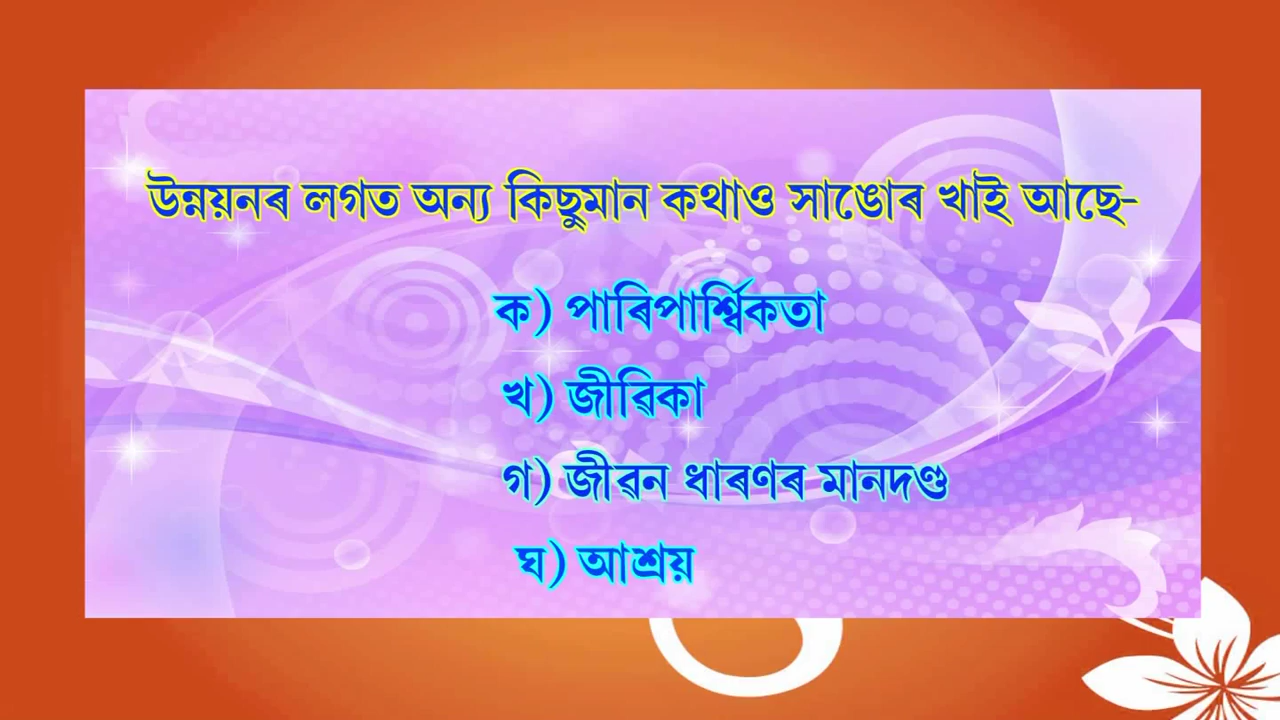 উন্নয়নৰ লগত অন্য কিছুমান কথাও সাঙোৰ খাই আছে-
ক) পাৰিপাৰ্শ্বিকতা
খ) জীৱিকা
গ) জীৱন ধাৰণৰ মানদণ্ড
ঘ) আশ্ৰয়